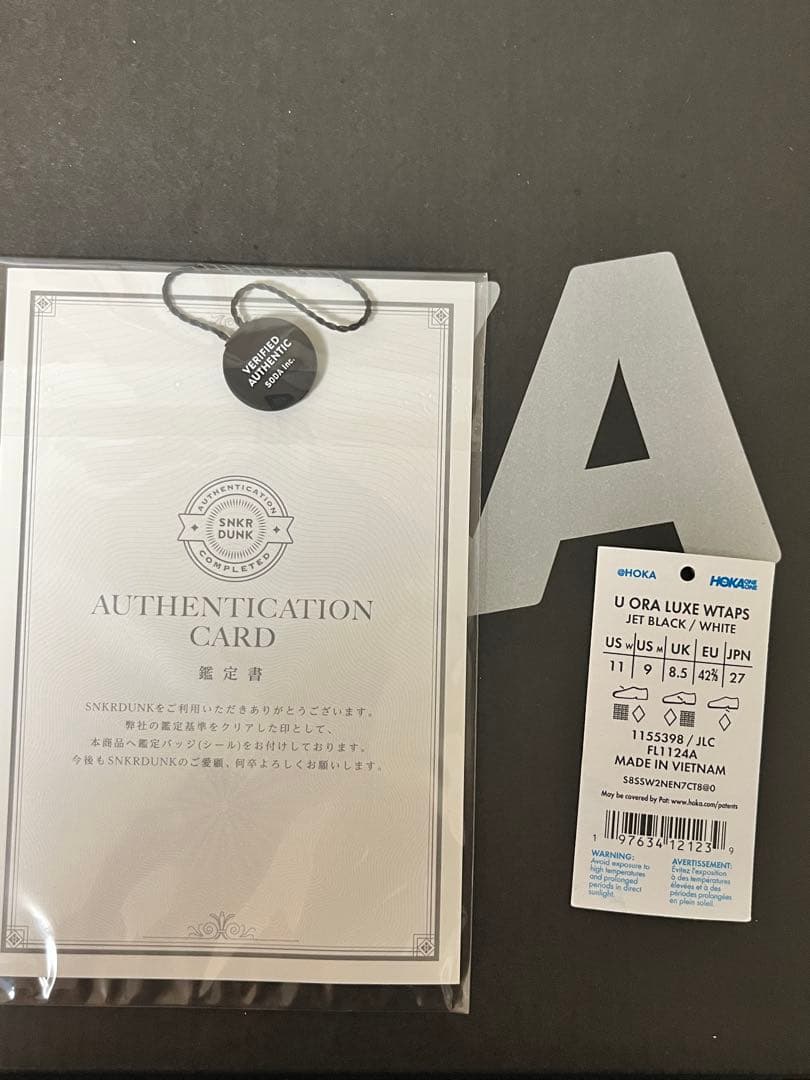 VERIFIED
AUTHENTIC
SODA inc.
AUTHENTICATION
SNKR
DUNK
COMPLETED
AUTHENTICATION
CARD
鑑定書
SNKRDUNKをご利用いただきありがとうございます。
弊社の鑑定基準をクリアした印として、
本商品へ鑑定バッジ(シール)をお付けしております。
今後もSNKRDUNKのご愛顧、何卒よろしくお願いします。
A
@HOKA HOKA ONE ONE
U ORA LUXE WTAPS
JET BLACK / WHITE
US W US M UK EU JPN
11 9 8.5 42⅔ 27
1155398 / JLC
FL1124A
MADE IN VIETNAM
S8SSW2NEN7CT8@0
May be covered by Pat: www.hoka.com/patents
1 97634 12123 9
WARNING:
Avoid exposure to
high temperatures
and prolonged
periods in direct
sunlight.
AVERTISSEMENT:
Évitez l'exposition
à des températures
élevées et à des
périodes prolongées
en plein soleil.